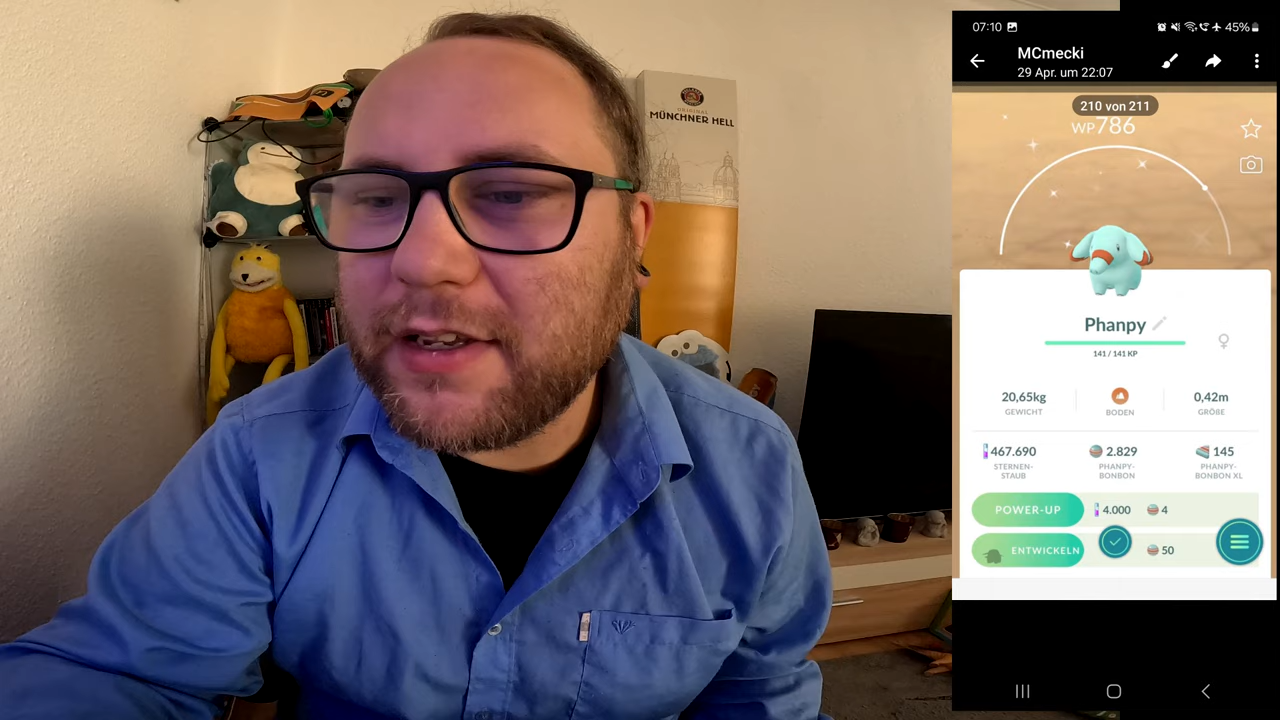 ORIGINAL
MÜNCHNER HELL
07:10
45%
MCmecki
29 Apr. um 22:07
210 von 211
WP786
Phanpy
141 / 141 KP
20,65kg
GEWICHT
BODEN
0,42m
GRÖßE
467.690
STERNEN-
STAUB
2.829
PHANPY-
BONBON
145
PHANPY-
BONBON XL
POWER-UP
4.000
4
ENTWICKELN
50